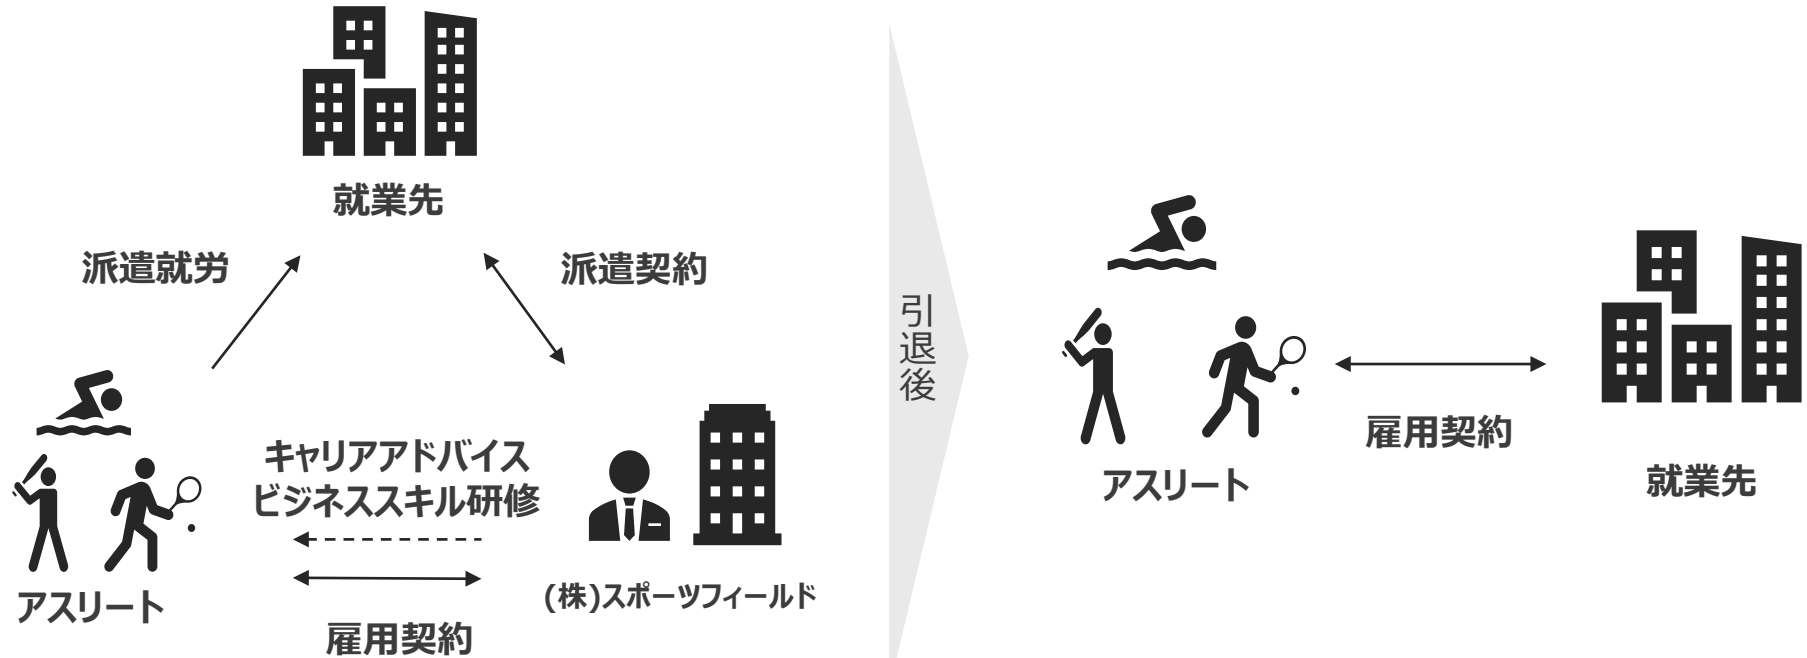 就業先
派遣就労
派遣契約
キャリアアドバイス
ビジネススキル研修
アスリート
(株)スポーツフィールド
雇用契約
引退後
アスリート
雇用契約
就業先